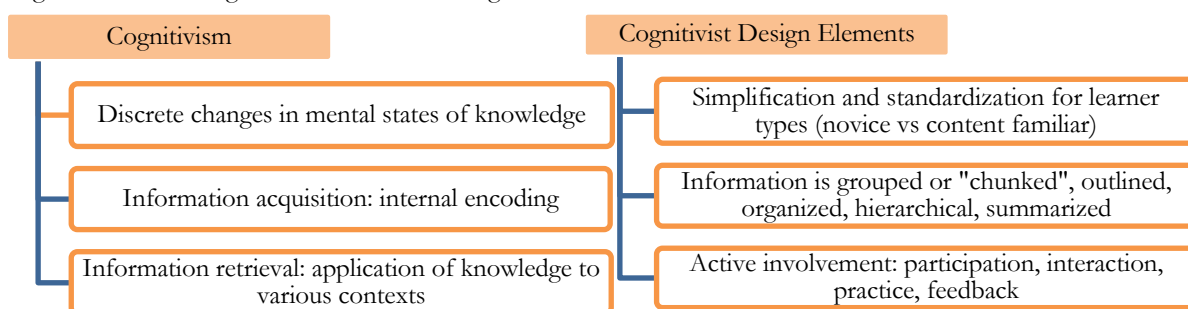 Cognitivism
Discrete changes in mental states of knowledge
Information acquisition: internal encoding
Information retrieval: application of knowledge to
various contexts
Cognitivist Design Elements
Simplification and standardization for learner
types (novice vs content familiar)
Information is grouped or "chunked", outlined,
organized, hierarchical, summarized
Active involvement: participation, interaction,
practice, feedback